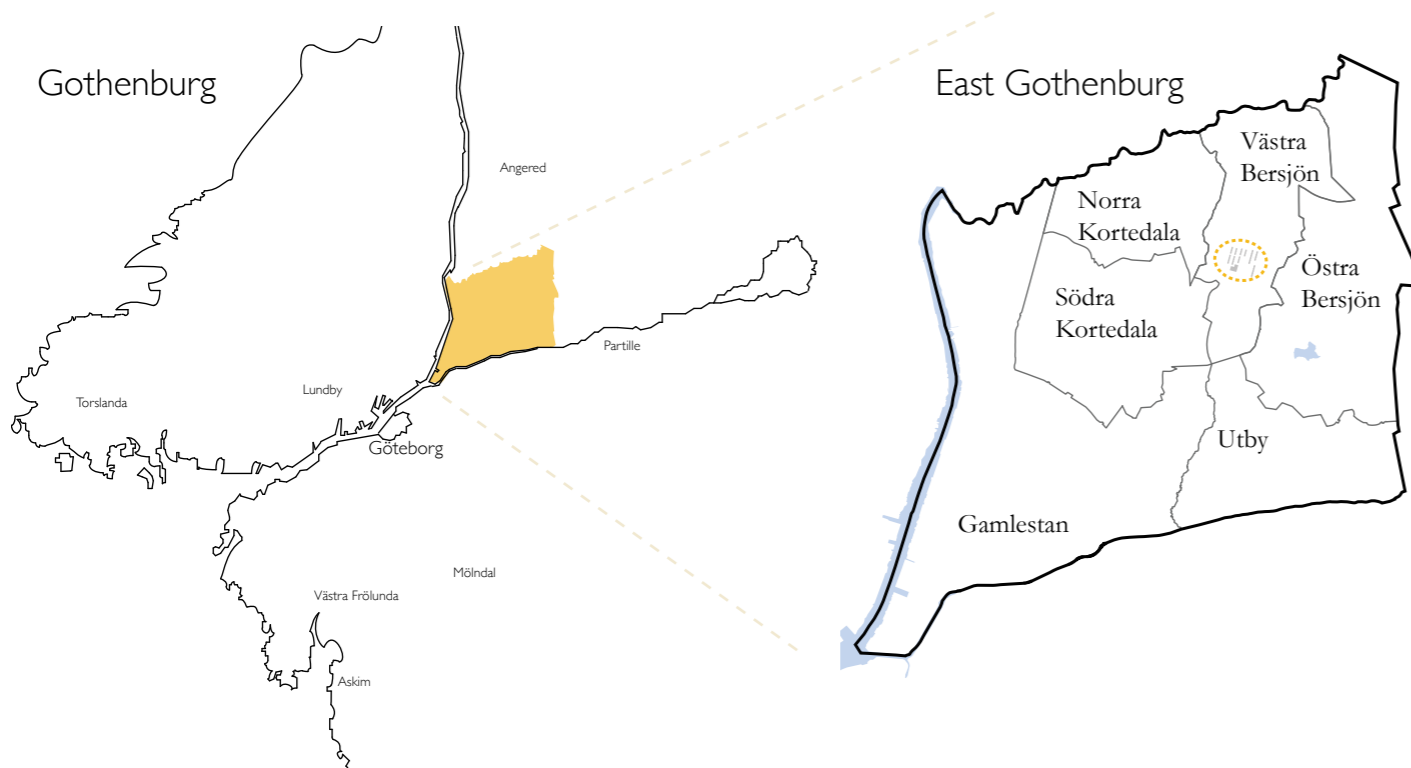 Gothenburg
Angered
Partille
Lundby
Torslanda
Göteborg
Mölndal
Västra Frölunda
Askim
East Gothenburg
Västra
Bersjön
Norra
Kortedala
Östra
Bersjön
Södra
Kortedala
Utby
Gamlestan